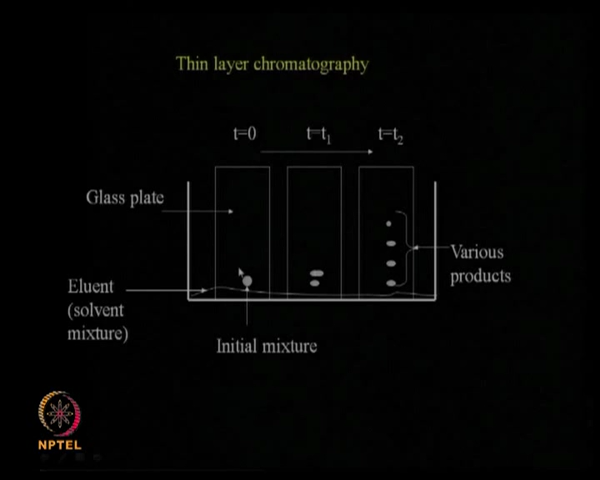 Thin layer chromatography
t=0 t=t₁ t=t₂
Glass plate
Various
products
Eluent
(solvent
mixture)
Initial mixture
NPTEL